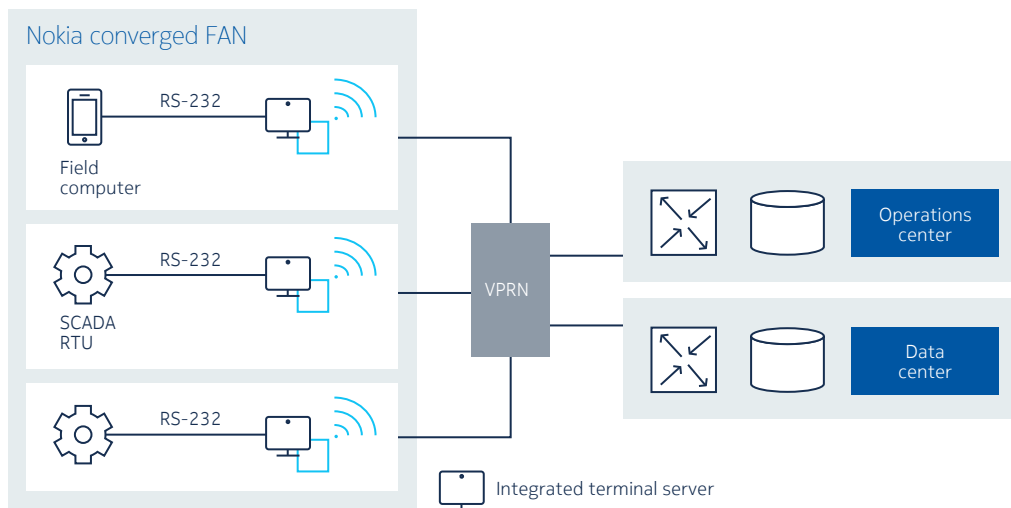 Nokia converged FAN
RS-232
Field
computer
RS-232
SCADA
RTU
RS-232
VPRN
Operations
center
Data
center
Integrated terminal server